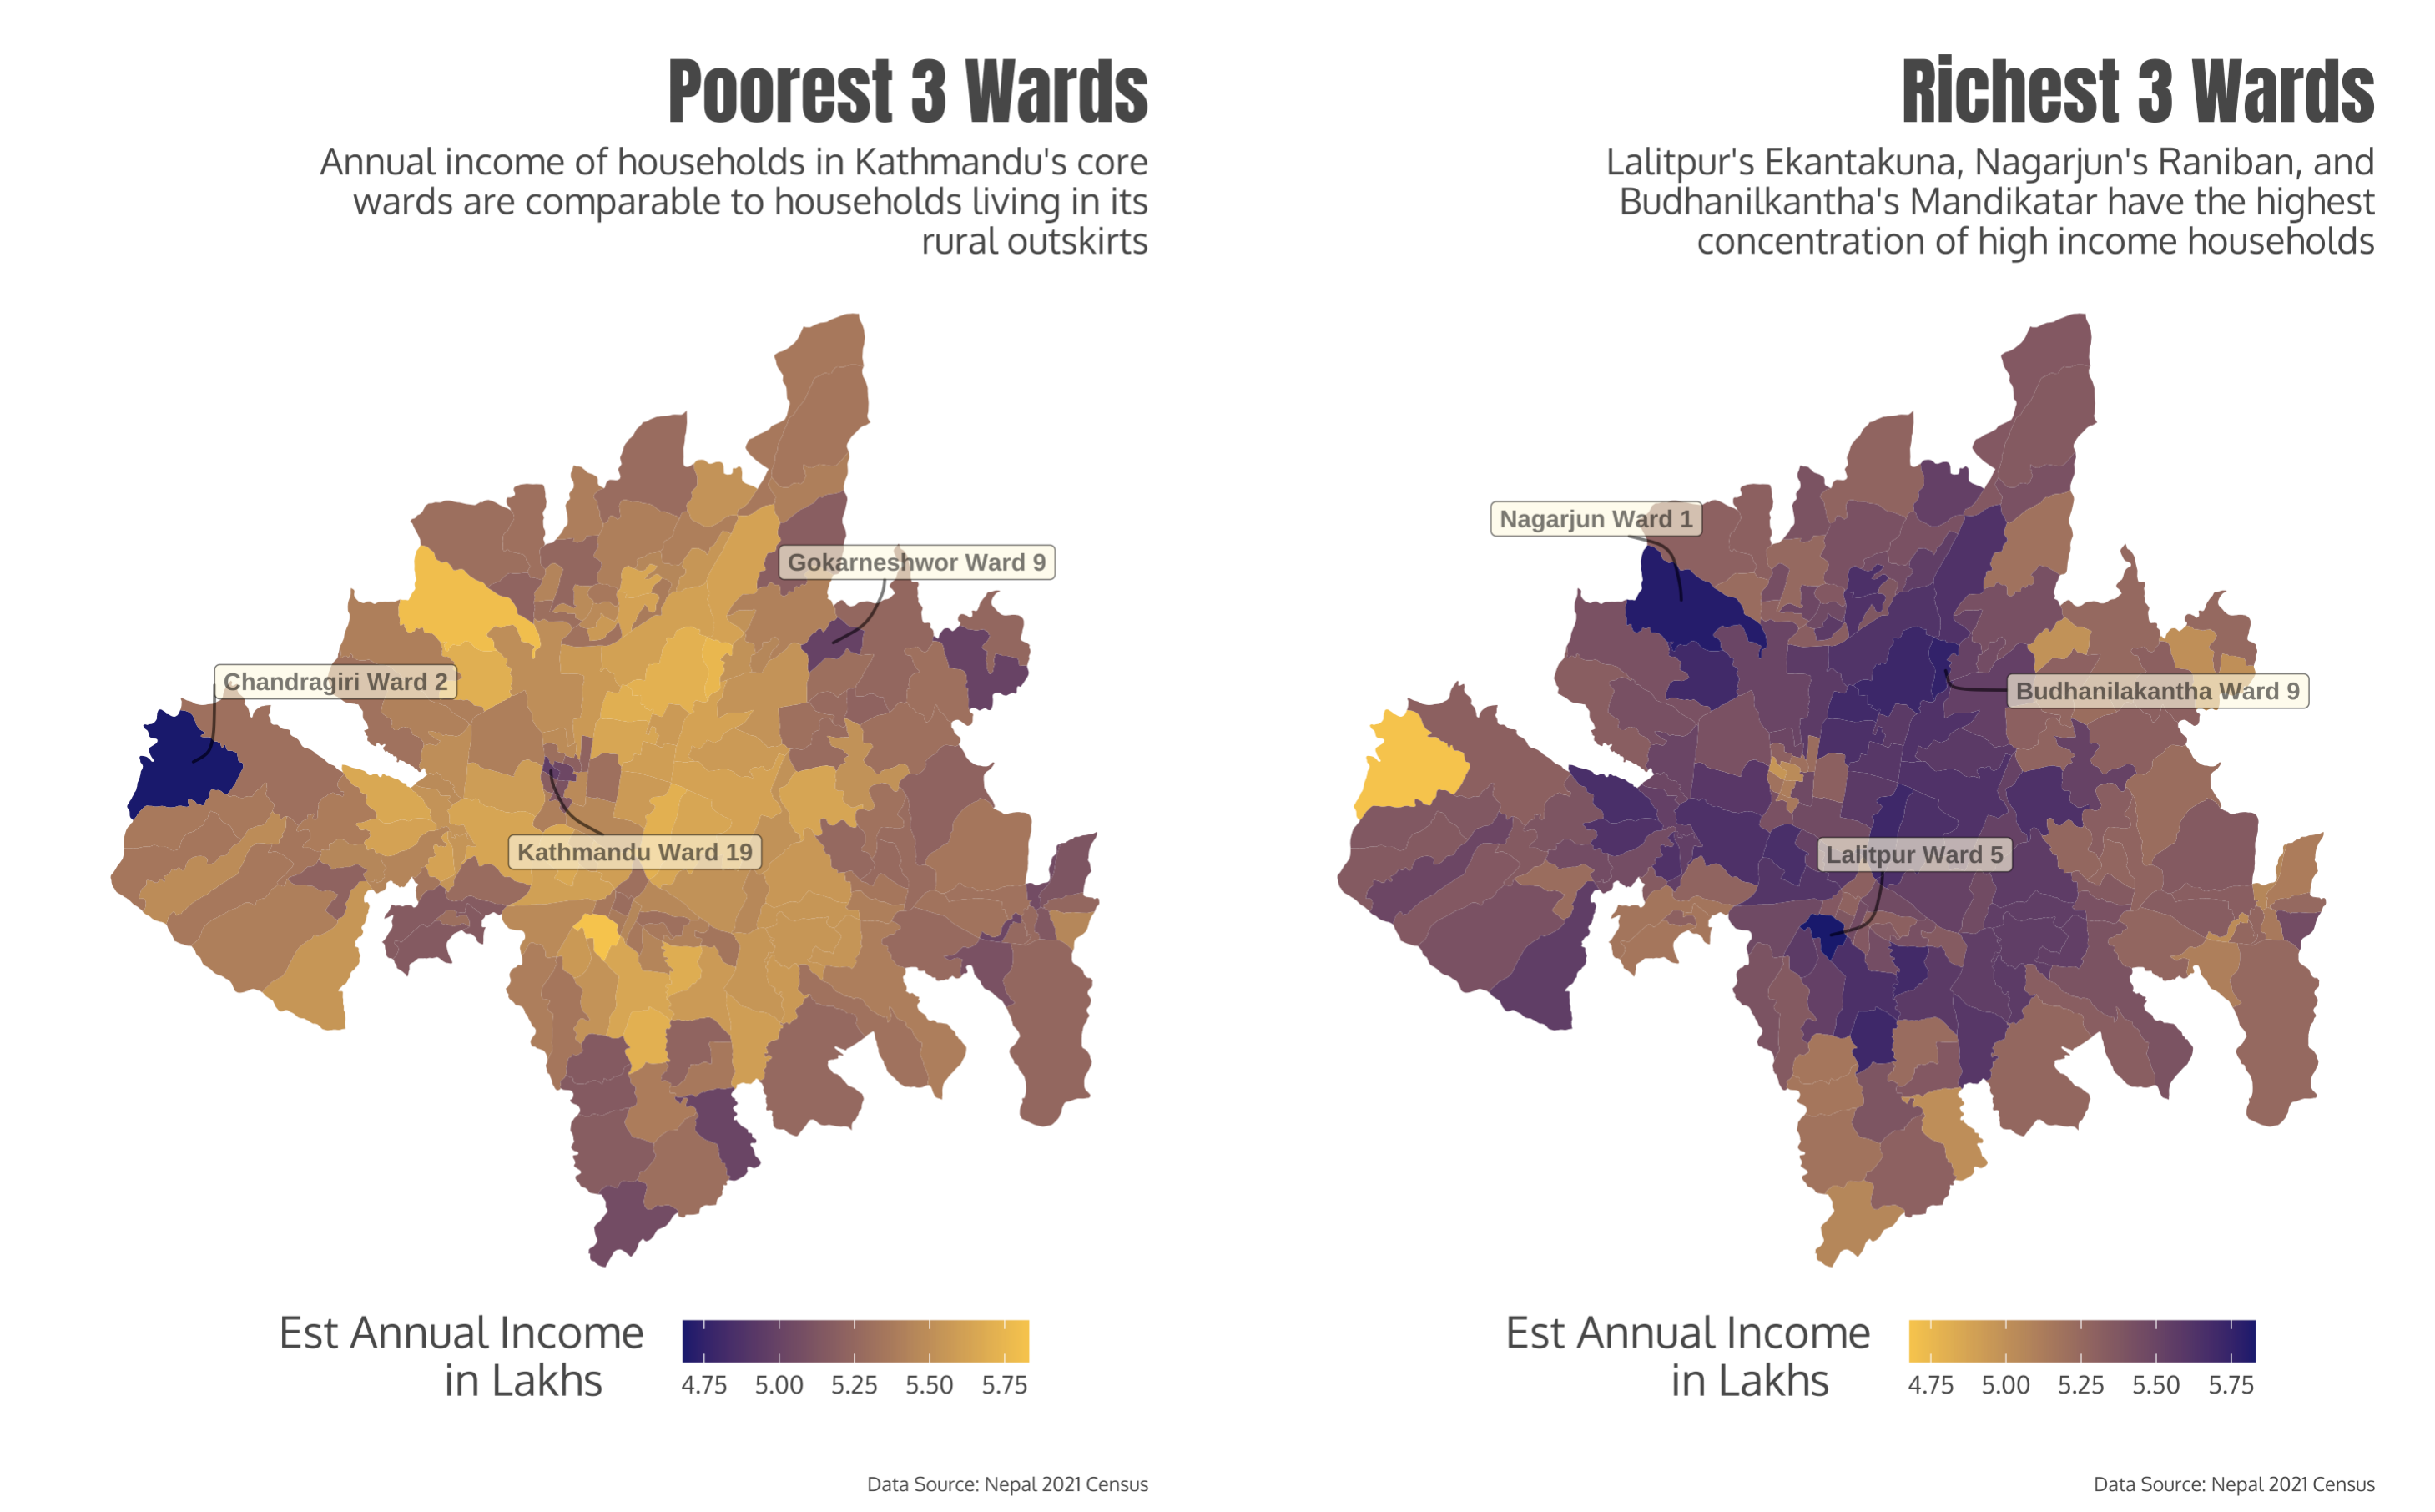 Poorest 3 Wards
Annual income of households in Kathmandu's core
wards are comparable to households living in its
rural outskirts
Gokarneshwor Ward 9
Chandragiri Ward 2
Kathmandu Ward 19
Est Annual Income
in Lakhs
4.75 5.00 5.25 5.50 5.75
Data Source: Nepal 2021 Census
Richest 3 Wards
Lalitpur's Ekantakuna, Nagarjun's Raniban, and
Budhanilkantha's Mandikatar have the highest
concentration of high income households
Nagarjun Ward 1
Budhanilakantha Ward 9
Lalitpur Ward 5
Est Annual Income
in Lakhs
4.75 5.00 5.25 5.50 5.75
Data Source: Nepal 2021 Census